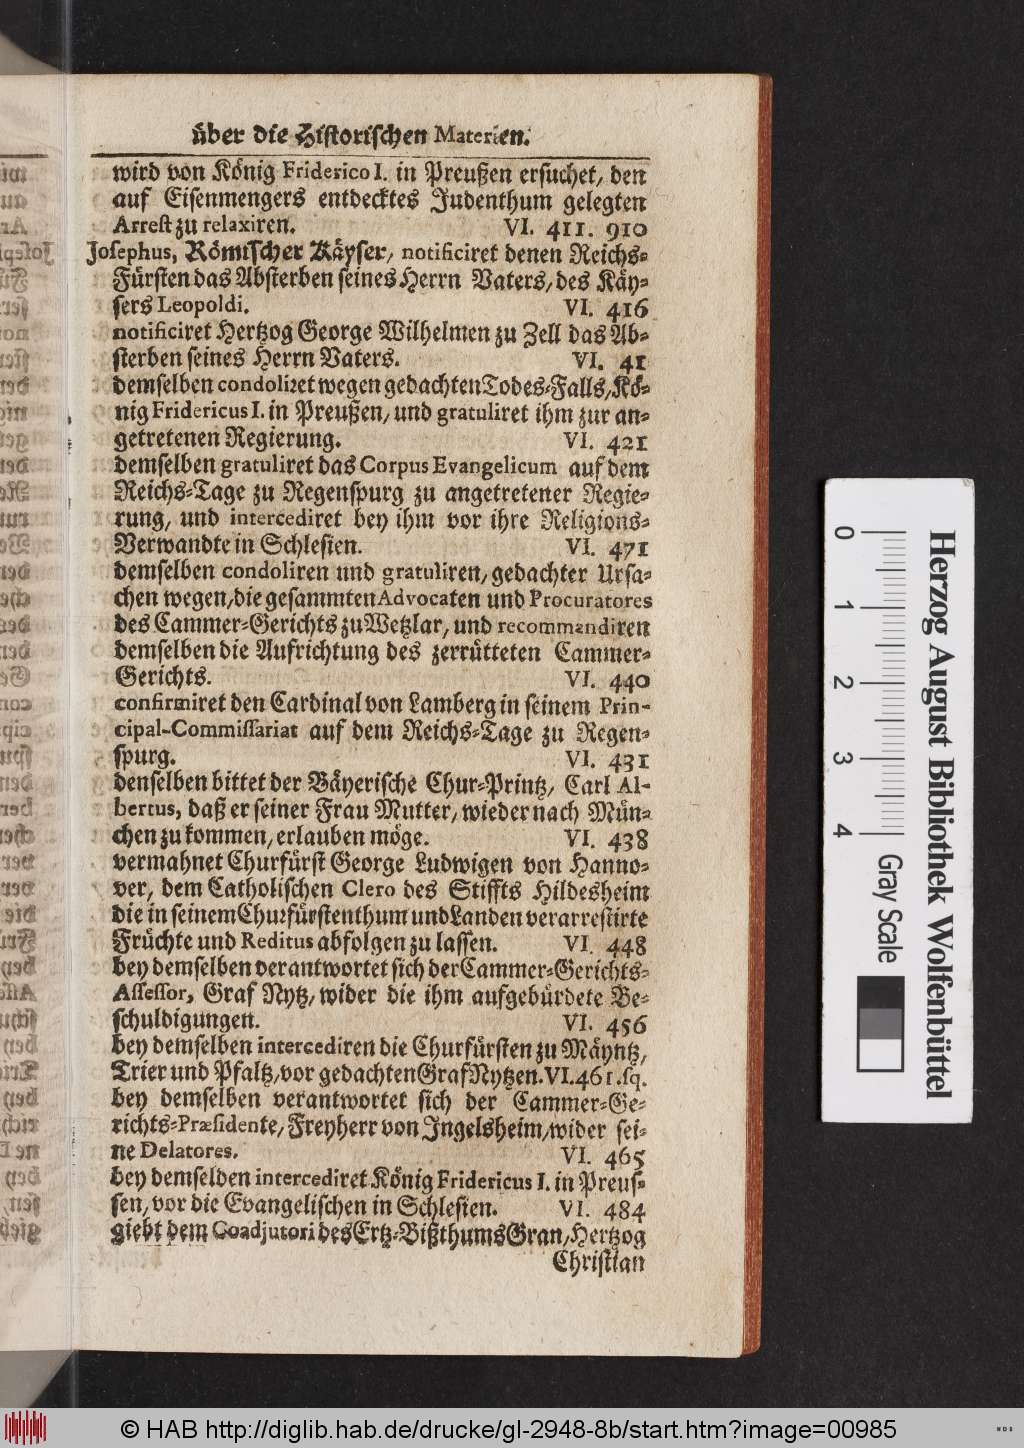 über die Historischen Materien.
wird von König Friderico I. in Preußen ersuchet, den
auf Eisenmengers entdecktes Judenthum gelegten
Arrest zu relaxiren. VI. 411. 910
Josephus, Römischer Käyser, notificiret denen Reichs-
Fürsten das Absterben seines Herrn Vaters, des Käy-
sers Leopoldi. VI. 416
notificiret Hertzog George Wilhelmen zu Zell das Ab-
sterben seines Herrn Vaters. VI. 41
demselben condoliret wegen gedachten Todes-Falls, Kö-
nig Fridericus I. in Preußen, und gratuliret ihm zur an-
getretenen Regierung. VI. 421
demselben gratuliret das Corpus Evangelicum auf dem
Reichs-Tage zu Regenspurg zu angetretener Regie-
rung, und intercediret bey ihm vor ihre Religions-
Verwandte in Schlesien. VI. 471
demselben condoliren und gratuliren, gedachter Ursa-
chen wegen, die gesammten Advocaten und Procuratores
des Cammer-Gerichts zu Wetzlar, und recommendiren
demselben die Aufrichtung des zerrütteten Cammer-
Gerichts. VI. 440
confirmiret den Cardinal von Lamberg in seinem Prin-
cipal-Commissariat auf dem Reichs-Tage zu Regen-
spurg. VI. 431
denselben bittet der Bäyerische Chur-Printz, Carl Al-
bertus, daß er seiner Frau Mutter, wieder nach Mün-
chen zu kommen, erlauben möge. VI. 438
vermahnet Churfürst George Ludwigen von Hanno-
ver, dem Catholischen Clero des Stiffts Hildesheim
die in seinem Churfürstenthum und Landen verarrestirte
Früchte und Reditus abfolgen zu lassen. VI. 448
bey demselben verantwortet sich der Cammer-Gerichts-
Assessor, Graf Nytz, wider die ihm aufgebürdete Be-
schuldigungen. VI. 456
bey demselben intercediren die Churfürsten zu Mäyntz,
Trier und Pfaltz, vor gedachten Graf Nytzen. VI. 461. sq.
bey demselben verantwortet sich der Cammer-Ge-
richts-Præsidente, Freyherr von Ingelsheim, wider sei-
ne Delatores. VI. 465
bey demselden intercediret König Fridericus I. in Preus-
sen, vor die Evangelischen in Schlesien. VI. 484
giebt dem Coadjutori des Ertz-Bißthums Gran, Hertzog
Christian
Herzog August Bibliothek Wolfenbüttel
0 1 2 3 4
Gray Scale
© HAB http://diglib.hab.de/drucke/gl-2948-8b/start.htm?image=00985